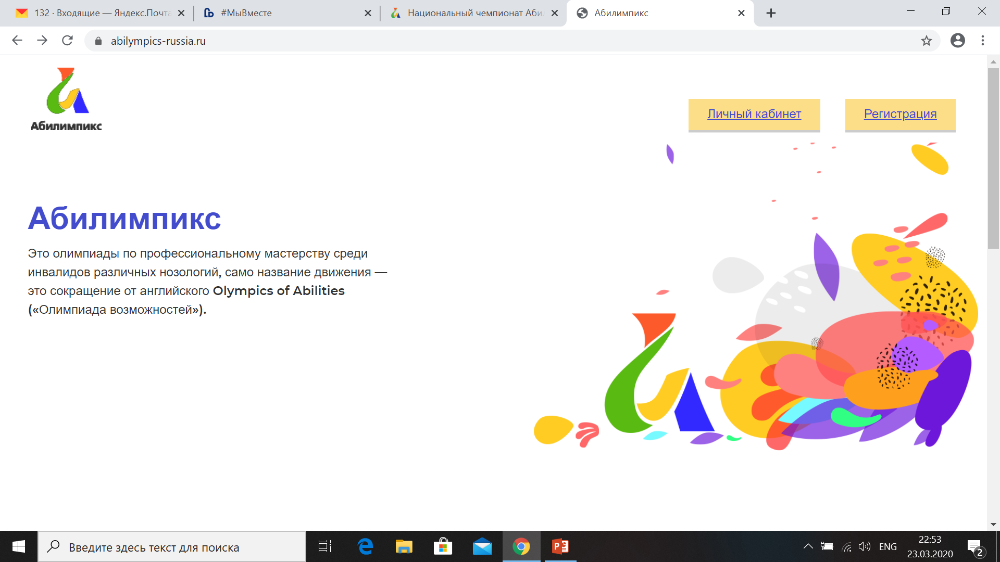 132 · Входящие — Яндекс.Почта
#МыВместе
Национальный чемпионат Аби
Абилимпикс
abilympics-russia.ru
Абилимпикс
Личный кабинет
Регистрация
Абилимпикс
Это олимпиады по профессиональному мастерству среди
инвалидов различных нозологий, само название движения —
это сокращение от английского Olympics of Abilities
(«Олимпиада возможностей»).
Введите здесь текст для поиска
ENG
22:53
23.03.2020
2